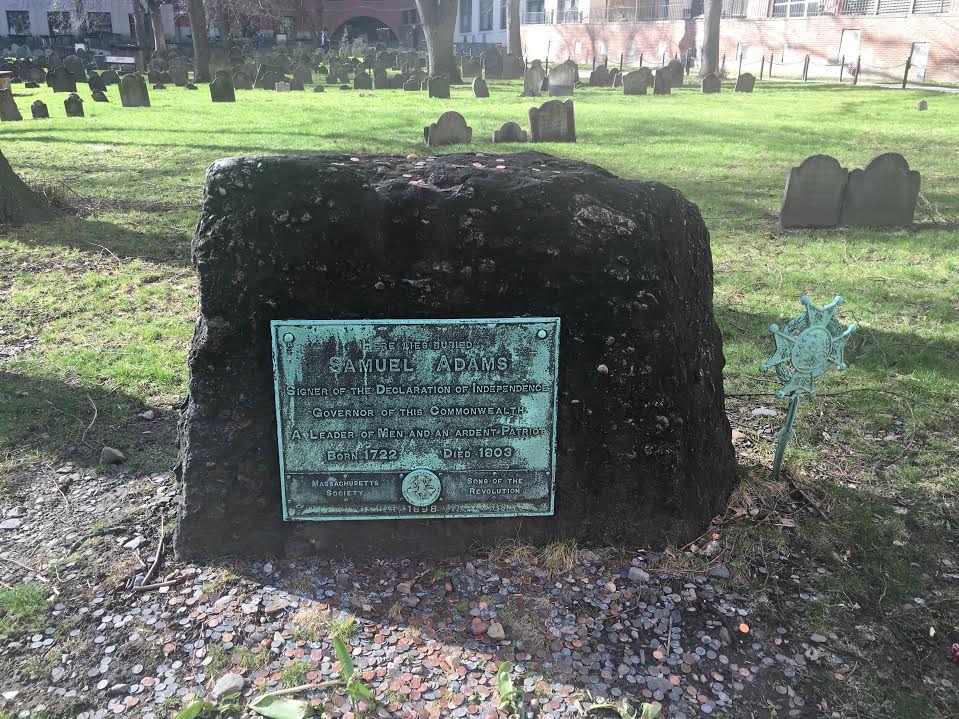 Here lies buried
Samuel Adams
Signer of the Declaration of Independence
Governor of this Commonwealth
A Leader of Men and an ardent Patriot
Born 1722 Died 1803
Massachusetts Society Sons of the Revolution
1898